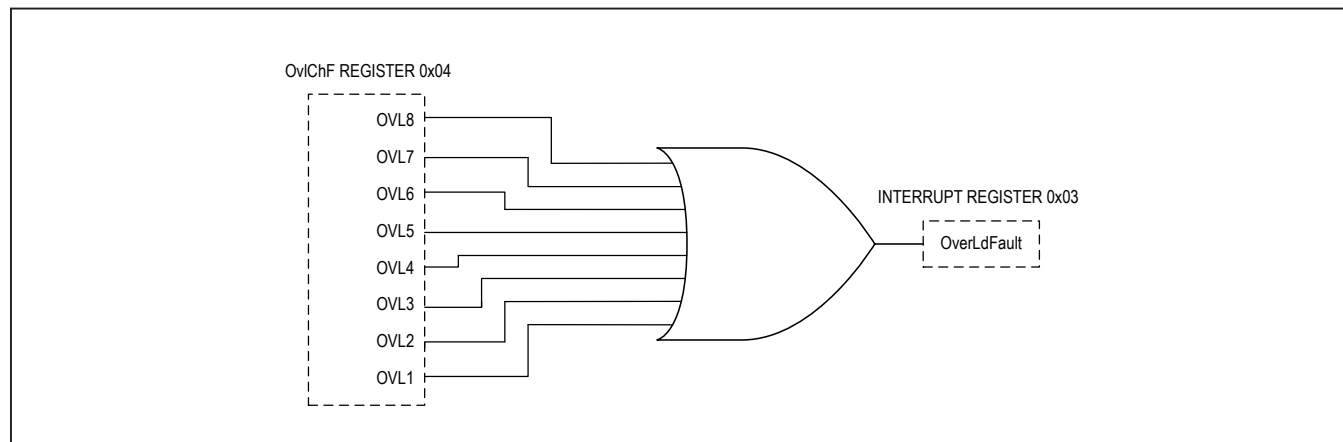 OvlChF REGISTER 0x04
OVL8
OVL7
OVL6
OVL5
OVL4
OVL3
OVL2
OVL1
INTERRUPT REGISTER 0x03
OverLdFault